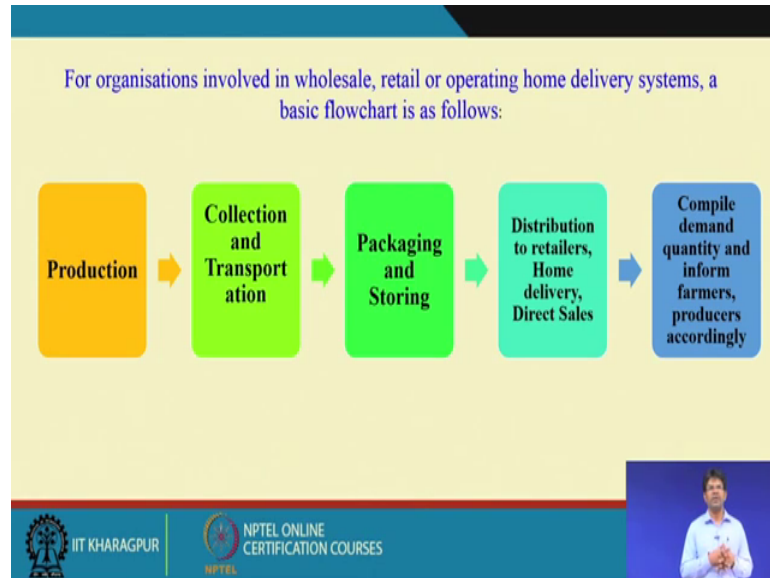 For organisations involved in wholesale, retail or operating home delivery systems, a
basic flowchart is as follows:
Production
Collection
and
Transport
ation
Packaging
and
Storing
Distribution
to retailers,
Home
delivery,
Direct Sales
Compile
demand
quantity and
inform
farmers,
producers
accordingly
IIT KHARAGPUR
NPTEL
NPTEL ONLINE
CERTIFICATION COURSES